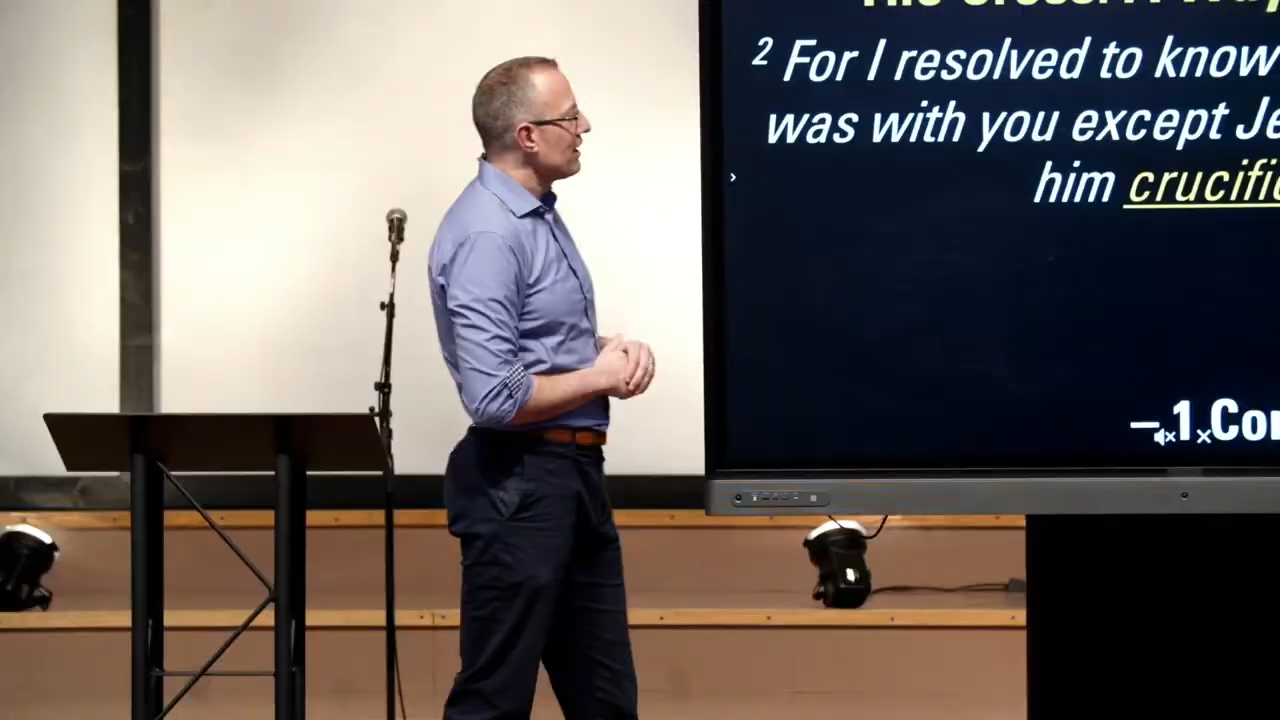 2 For I resolved to know
was with you except Je
him crucifie
– 1 Cor